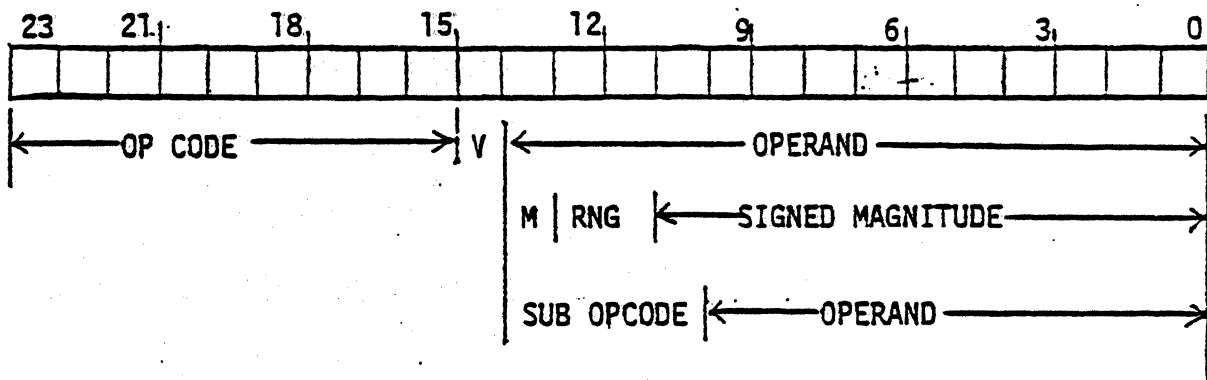 23 21 18 15 12 9 6 3 0
OP CODE V OPERAND
M RNG SIGNED MAGNITUDE
SUB OPCODE OPERAND